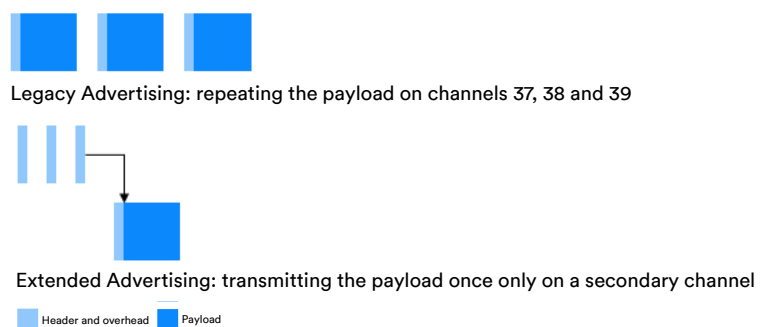 Legacy Advertising: repeating the payload on channels 37, 38 and 39
Extended Advertising: transmitting the payload once only on a secondary channel
Header and overhead Payload